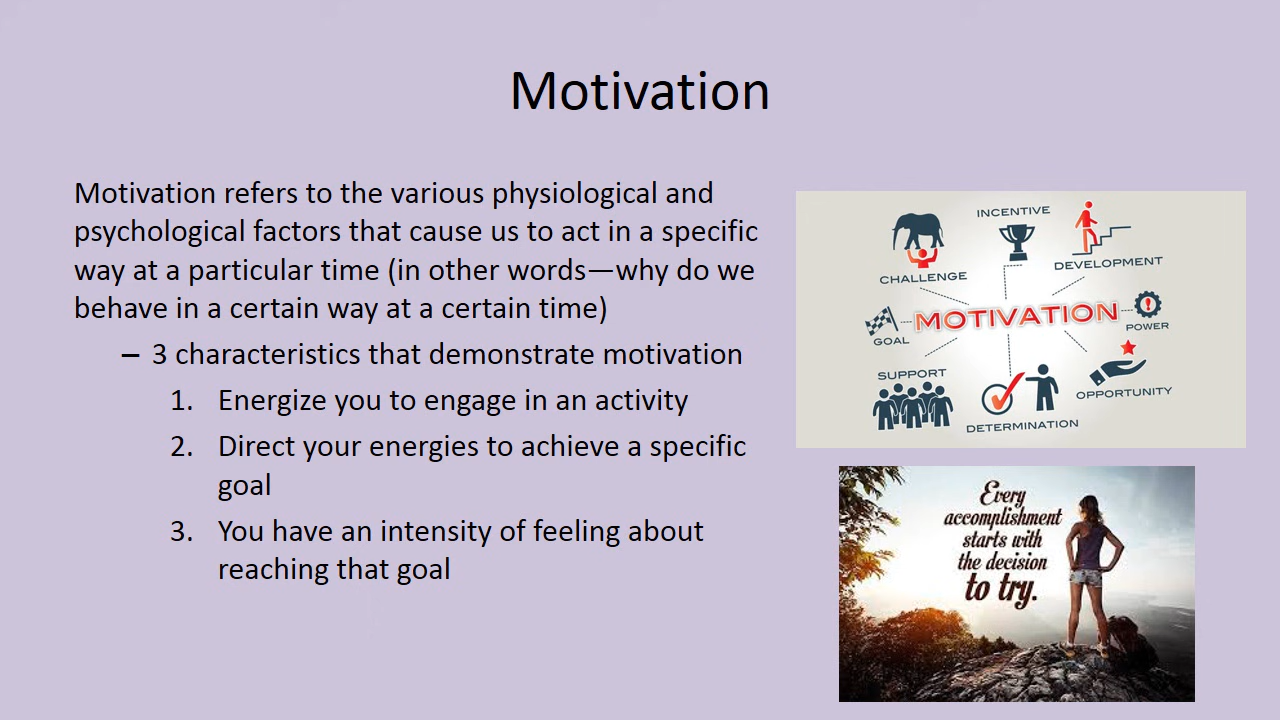 Motivation
Motivation refers to the various physiological and
psychological factors that cause us to act in a specific
way at a particular time (in other words—why do we
behave in a certain way at a certain time)
– 3 characteristics that demonstrate motivation
1. Energize you to engage in an activity
2. Direct your energies to achieve a specific
goal
3. You have an intensity of feeling about
reaching that goal
INCENTIVE
CHALLENGE
DEVELOPMENT
MOTIVATION
GOAL
POWER
SUPPORT
OPPORTUNITY
DETERMINATION
Every
accomplishment
starts with
the decision
to try.